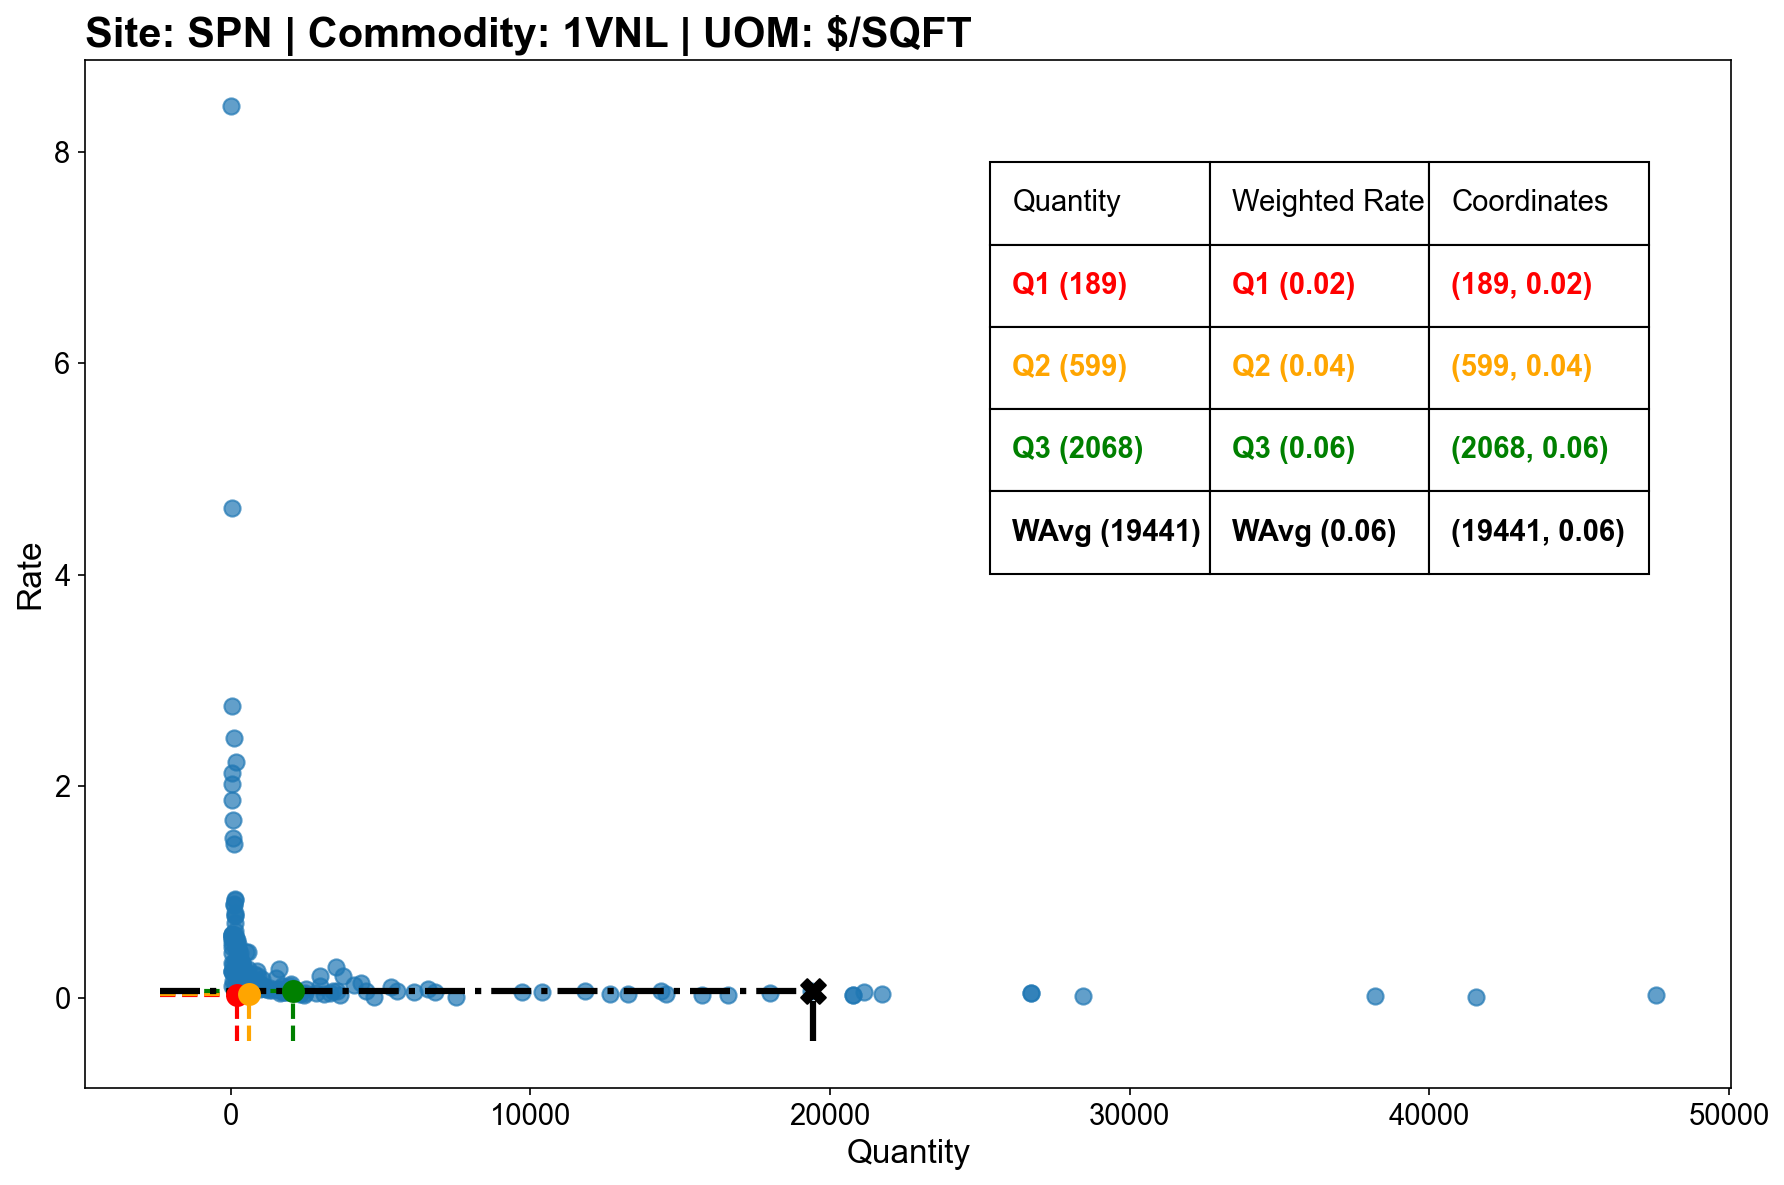 Site: SPN | Commodity: 1VNL | UOM: $/SQFT
8
6
4
2
0
Rate
Quantity Weighted Rate Coordinates
Q1 (189) Q1 (0.02) (189, 0.02)
Q2 (599) Q2 (0.04) (599, 0.04)
Q3 (2068) Q3 (0.06) (2068, 0.06)
WAvg (19441) WAvg (0.06) (19441, 0.06)
0 10000 20000 30000 40000 50000
Quantity